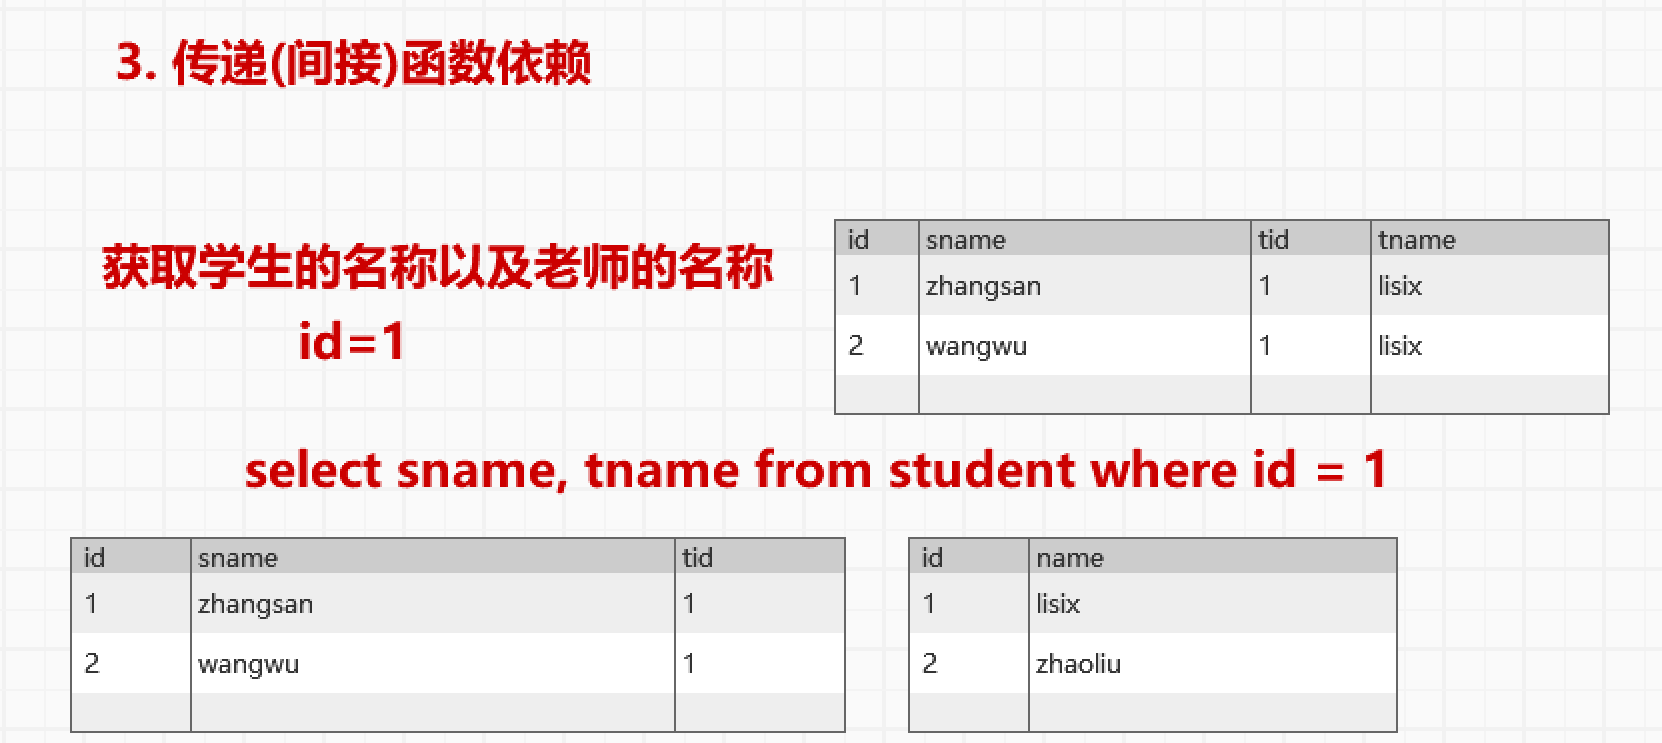 3. 传递(间接)函数依赖
获取学生的名称以及老师的名称
id=1
id sname tid tname
1 zhangsan 1 lisix
2 wangwu 1 lisix
select sname, tname from student where id = 1
id sname tid
1 zhangsan 1
2 wangwu 1
id name
1 lisix
2 zhaoliu